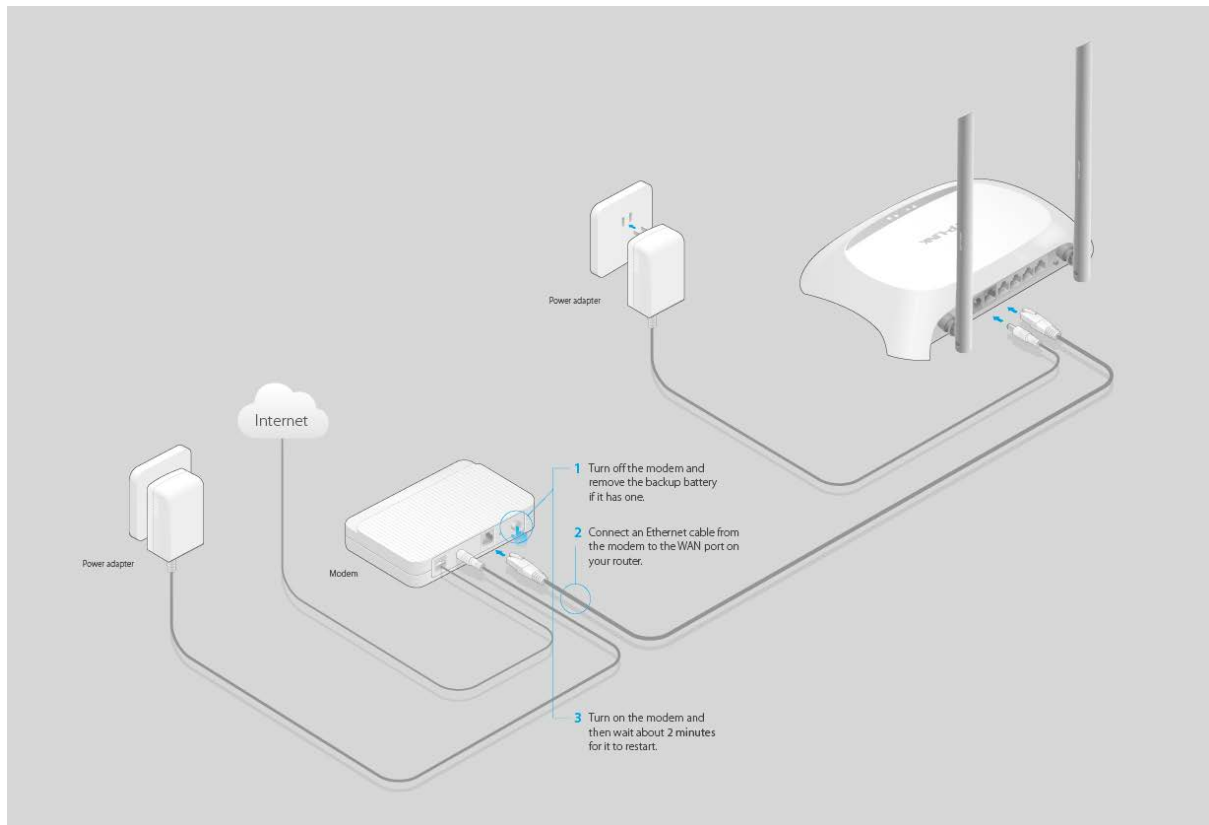 TP-LINK
Power adapter
Internet
1 Turn off the modem and
remove the backup battery
if it has one.
2 Connect an Ethernet cable from
the modem to the WAN port on
your router.
Power adapter
Modem
3 Turn on the modem and
then wait about 2 minutes
for it to restart.